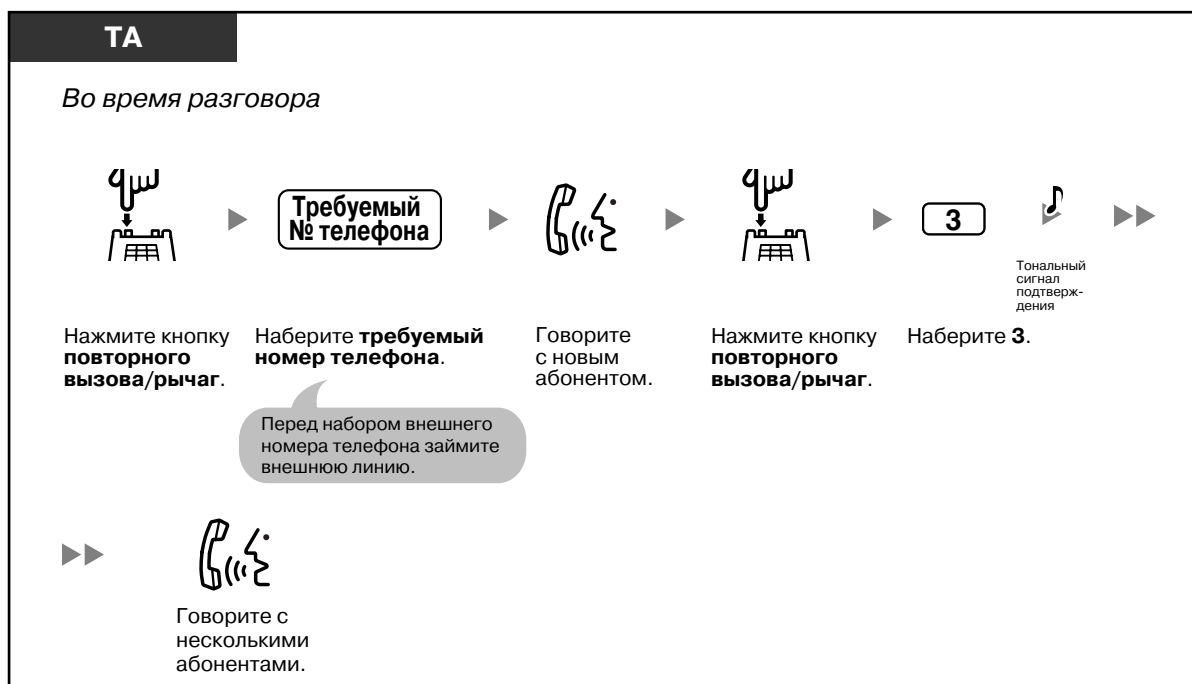 ТА
Во время разговора
Требуемый
№ телефона
3
Тональный
сигнал
подтверж-
дения
Нажмите кнопку
повторного
вызова/рычаг.
Наберите требуемый
номер телефона.
Говорите
с новым
абонентом.
Нажмите кнопку
повторного
вызова/рычаг.
Наберите 3.
Перед набором внешнего
номера телефона займите
внешнюю линию.
Говорите с
несколькими
абонентами.